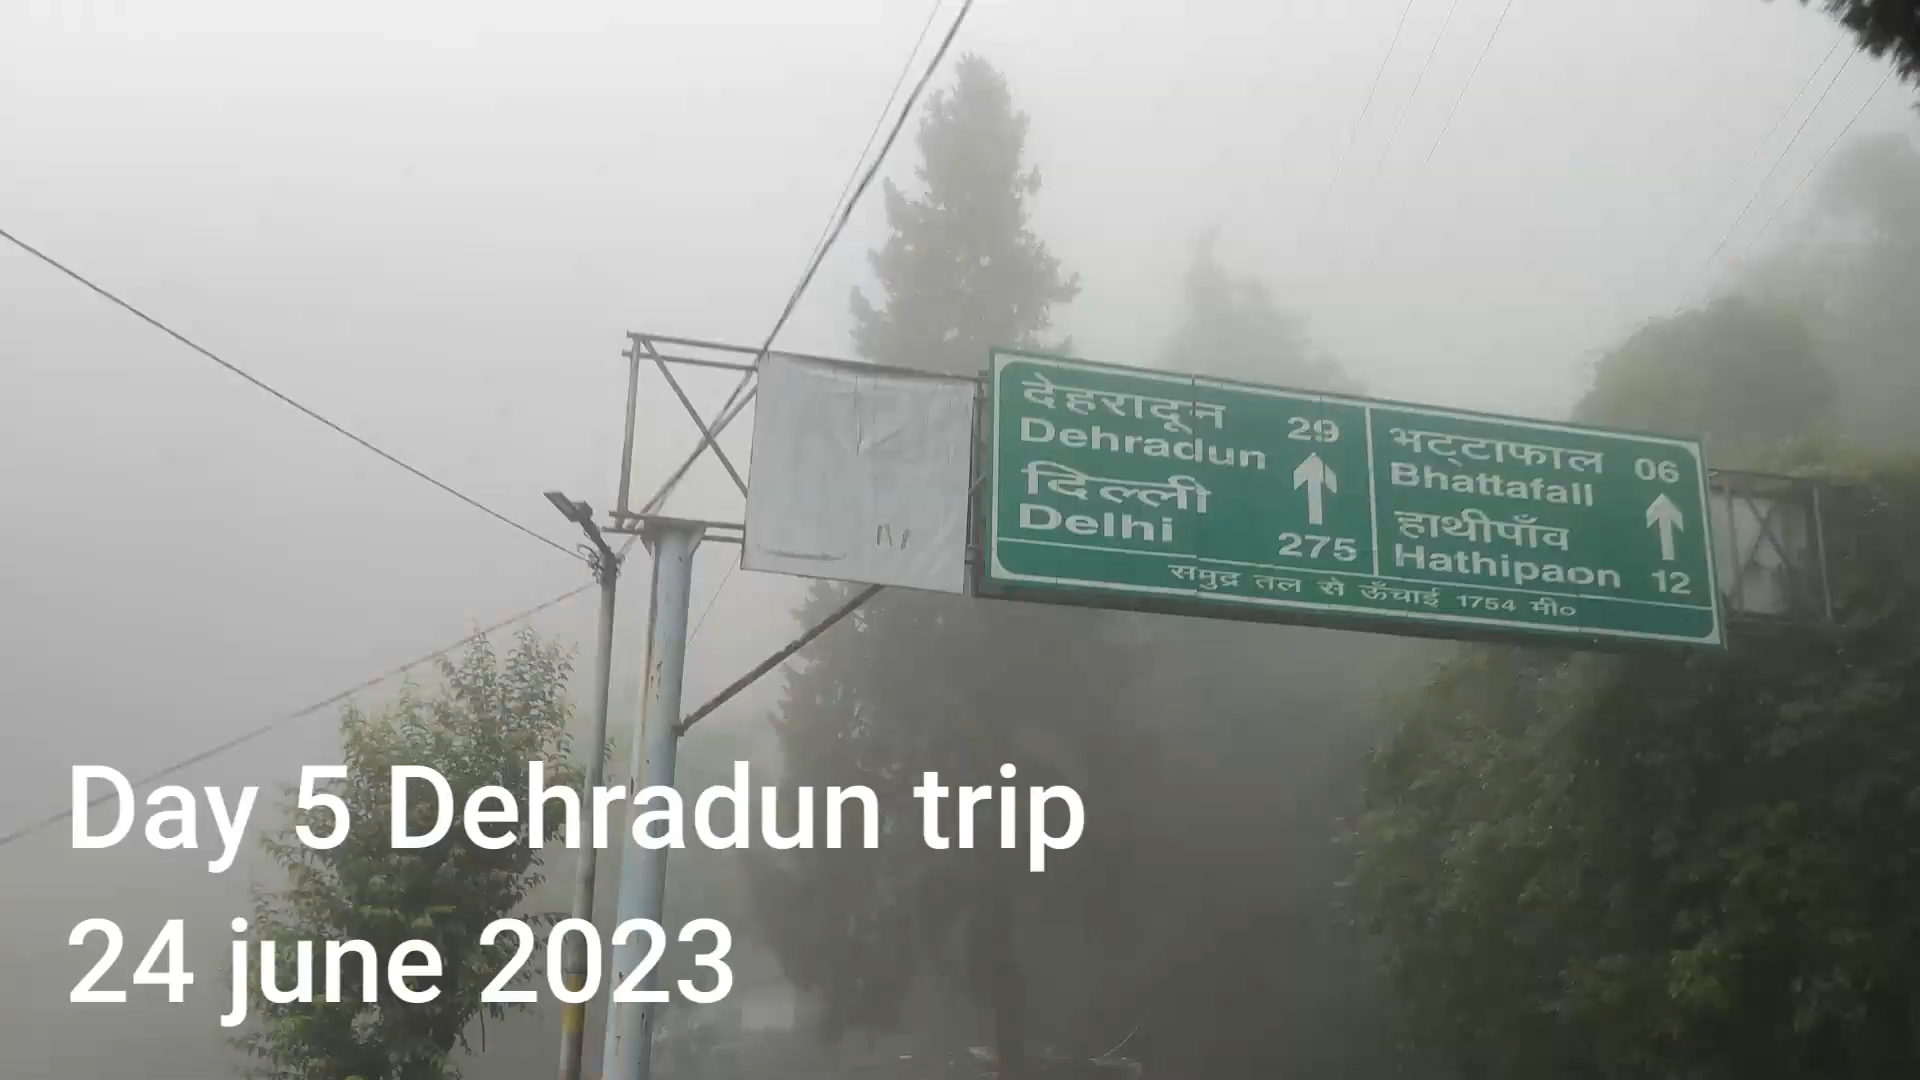 देहरादून 29
Dehradun
दिल्ली
Delhi 275
भट्टाफाल 06
Bhattafall
हाथीपाँव
Hathipaon 12
समुद्र तल से ऊँचाई 1754 मी०
Day 5 Dehradun trip
24 june 2023